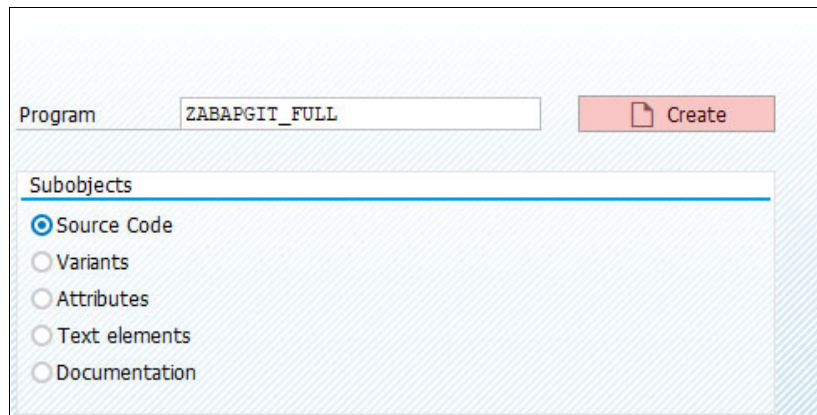 Program ZABAPGIT_FULL Create
Subobjects
Source Code
Variants
Attributes
Text elements
Documentation